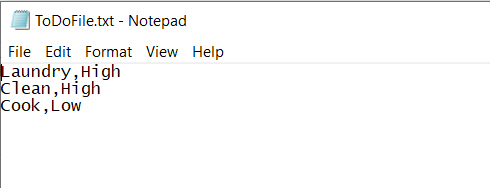 ToDoFile.txt - Notepad
File Edit Format View Help
Laundry,High
Clean,High
Cook,Low